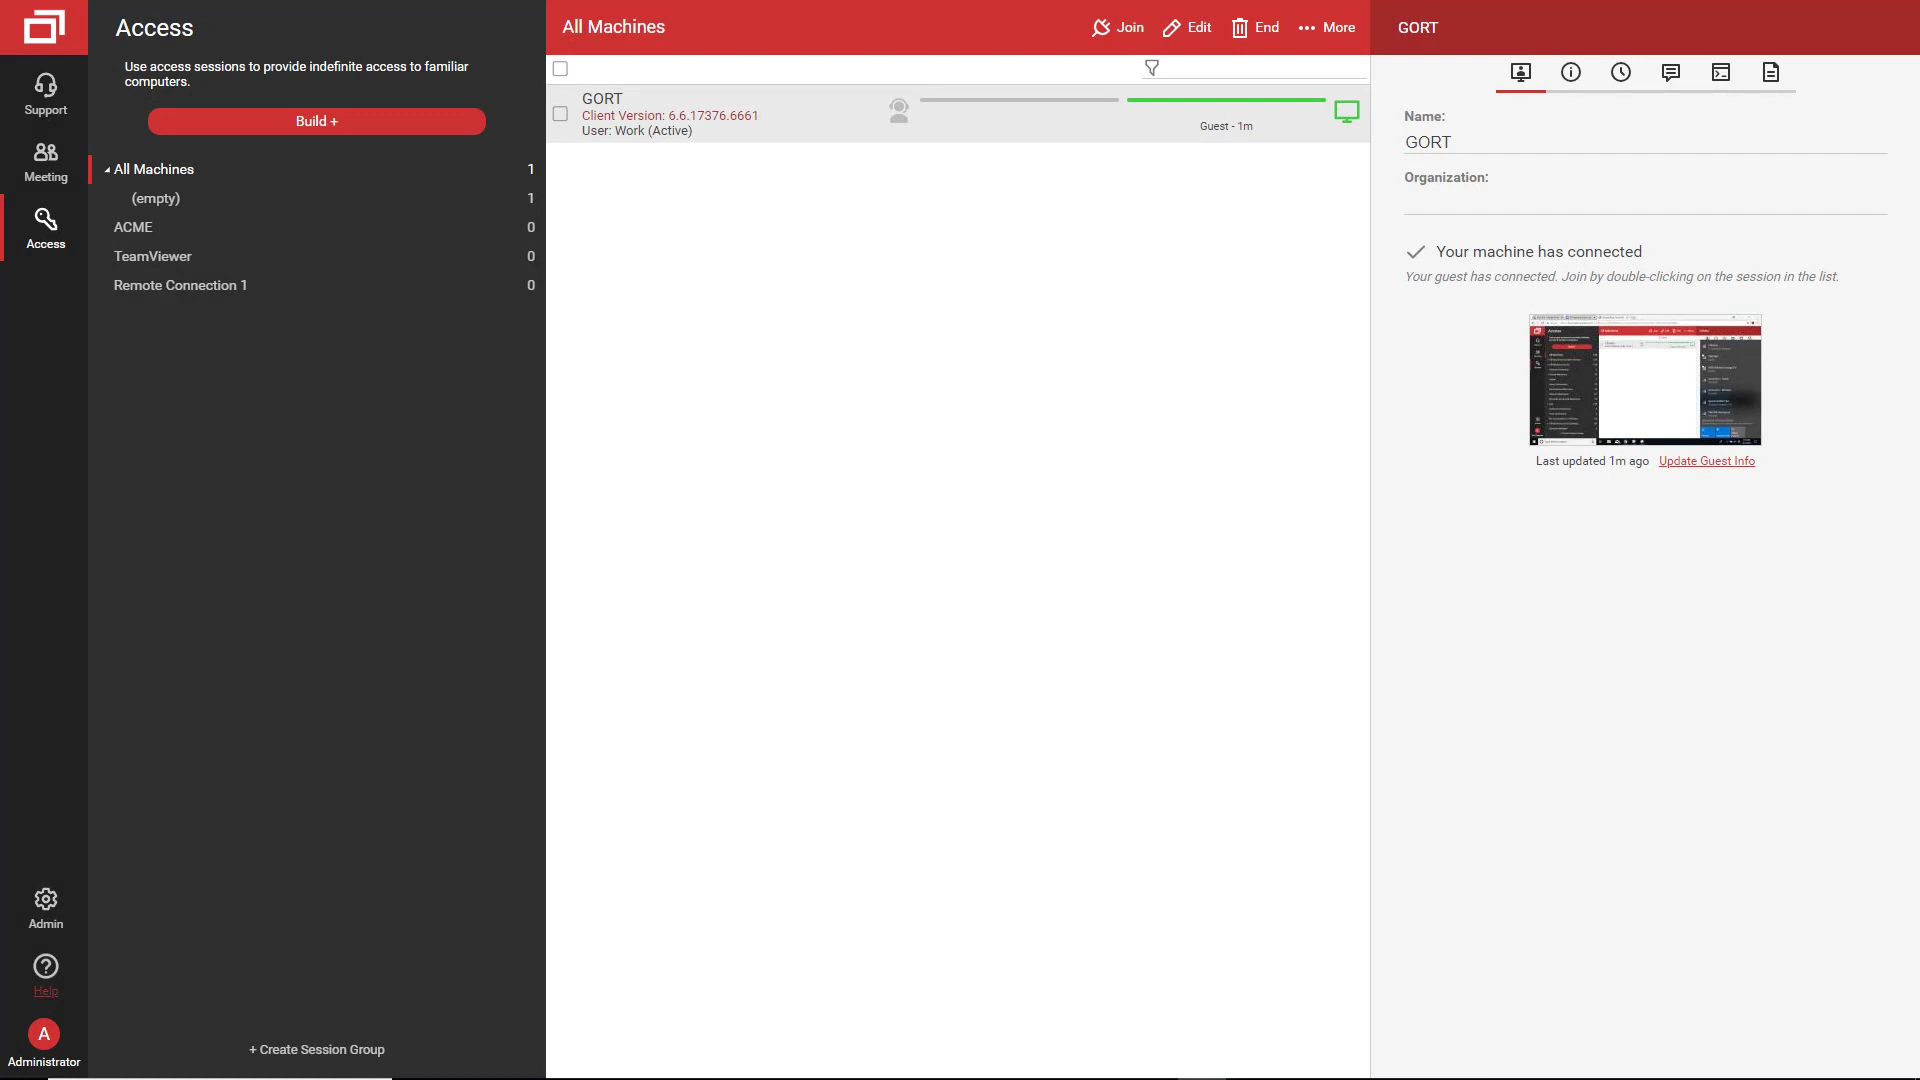 Access
Use access sessions to provide indefinite access to familiar
computers.
Build +
All Machines 1
(empty) 1
ACME 0
TeamViewer 0
Remote Connection 1 0
+ Create Session Group
Support
Meeting
Access
Admin
Help
A
Administrator
All Machines
Join
Edit
End
More
GORT
Client Version: 6.6.17376.6661
User: Work (Active)
Guest - 1m
GORT
Name:
GORT
Organization:
Your machine has connected
Your guest has connected. Join by double-clicking on the session in the list.
Last updated 1m ago Update Guest Info